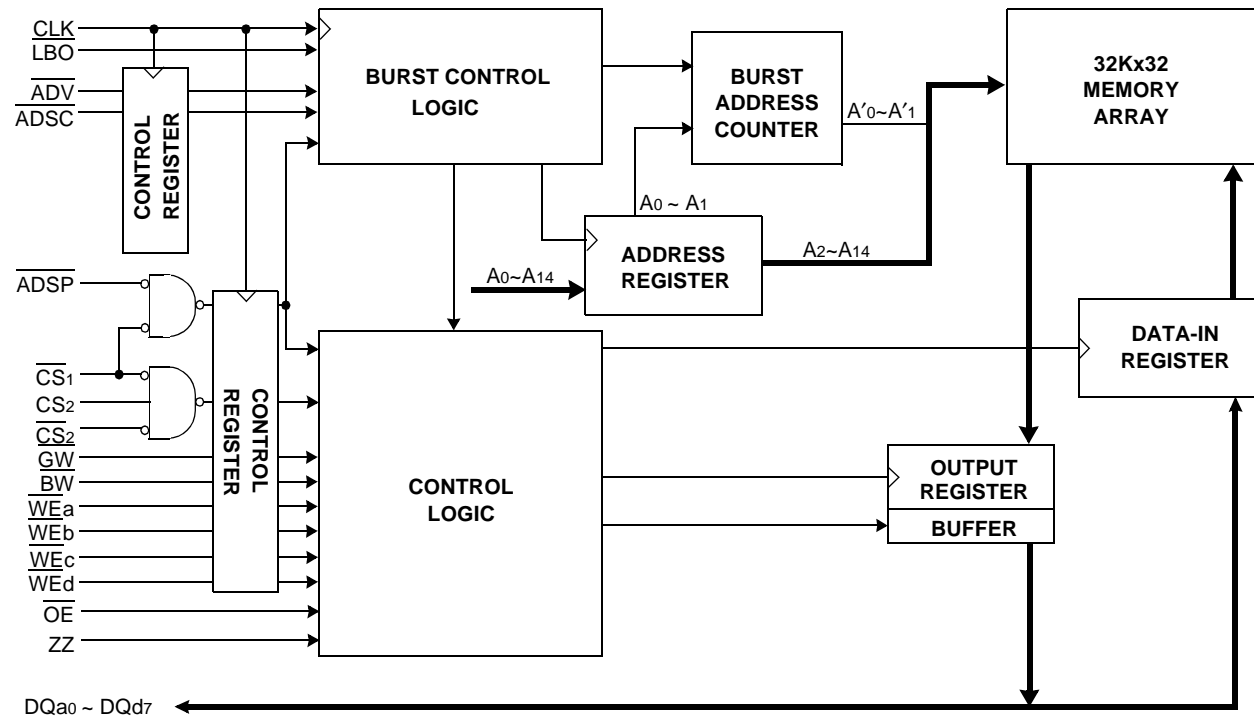 CLK
LBO
ADV
ADSC
CONTROL
REGISTER
BURST CONTROL
LOGIC
BURST
ADDRESS
COUNTER
A′0~A′1
32Kx32
MEMORY
ARRAY
A0 ~ A1
ADDRESS
REGISTER
A2~A14
A0~A14
ADSP
CS1
CS2
CS2
GW
BW
WEa
WEb
WEc
WEd
OE
ZZ
CONTROL
REGISTER
CONTROL
LOGIC
DATA-IN
REGISTER
OUTPUT
REGISTER
BUFFER
DQa0 ~ DQd7